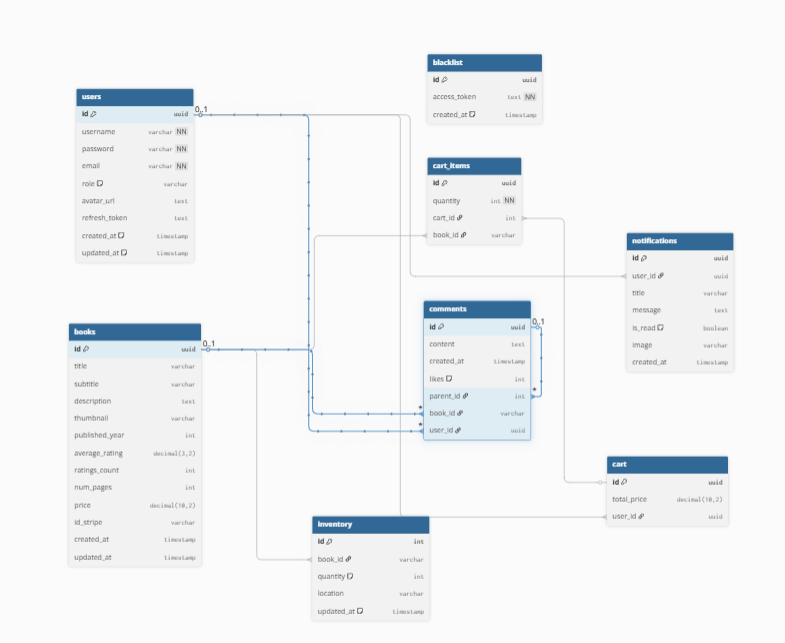 blacklist
id uuid
access_token text NN
created_at timestamp
users
id uuid
0..1
username varchar NN
password varchar NN
email varchar NN
role varchar
avatar_url text
refresh_token text
created_at timestamp
updated_at timestamp
cart_items
id uuid
quantity int NN
cart_id int
book_id varchar
notifications
id uuid
user_id uuid
title varchar
message text
is_read boolean
image varchar
created_at timestamp
comments
id uuid
0..1
content text
created_at timestamp
likes int
parent_id int
*
book_id varchar
*
user_id uuid
*
books
id uuid
0..1
title varchar
subtitle varchar
description text
thumbnail varchar
published_year int
average_rating decimal(3,2)
ratings_count int
num_pages int
price decimal(10,2)
id_stripe varchar
created_at timestamp
updated_at timestamp
cart
id uuid
total_price decimal(10,2)
user_id uuid
inventory
id int
book_id varchar
quantity int
location varchar
updated_at timestamp